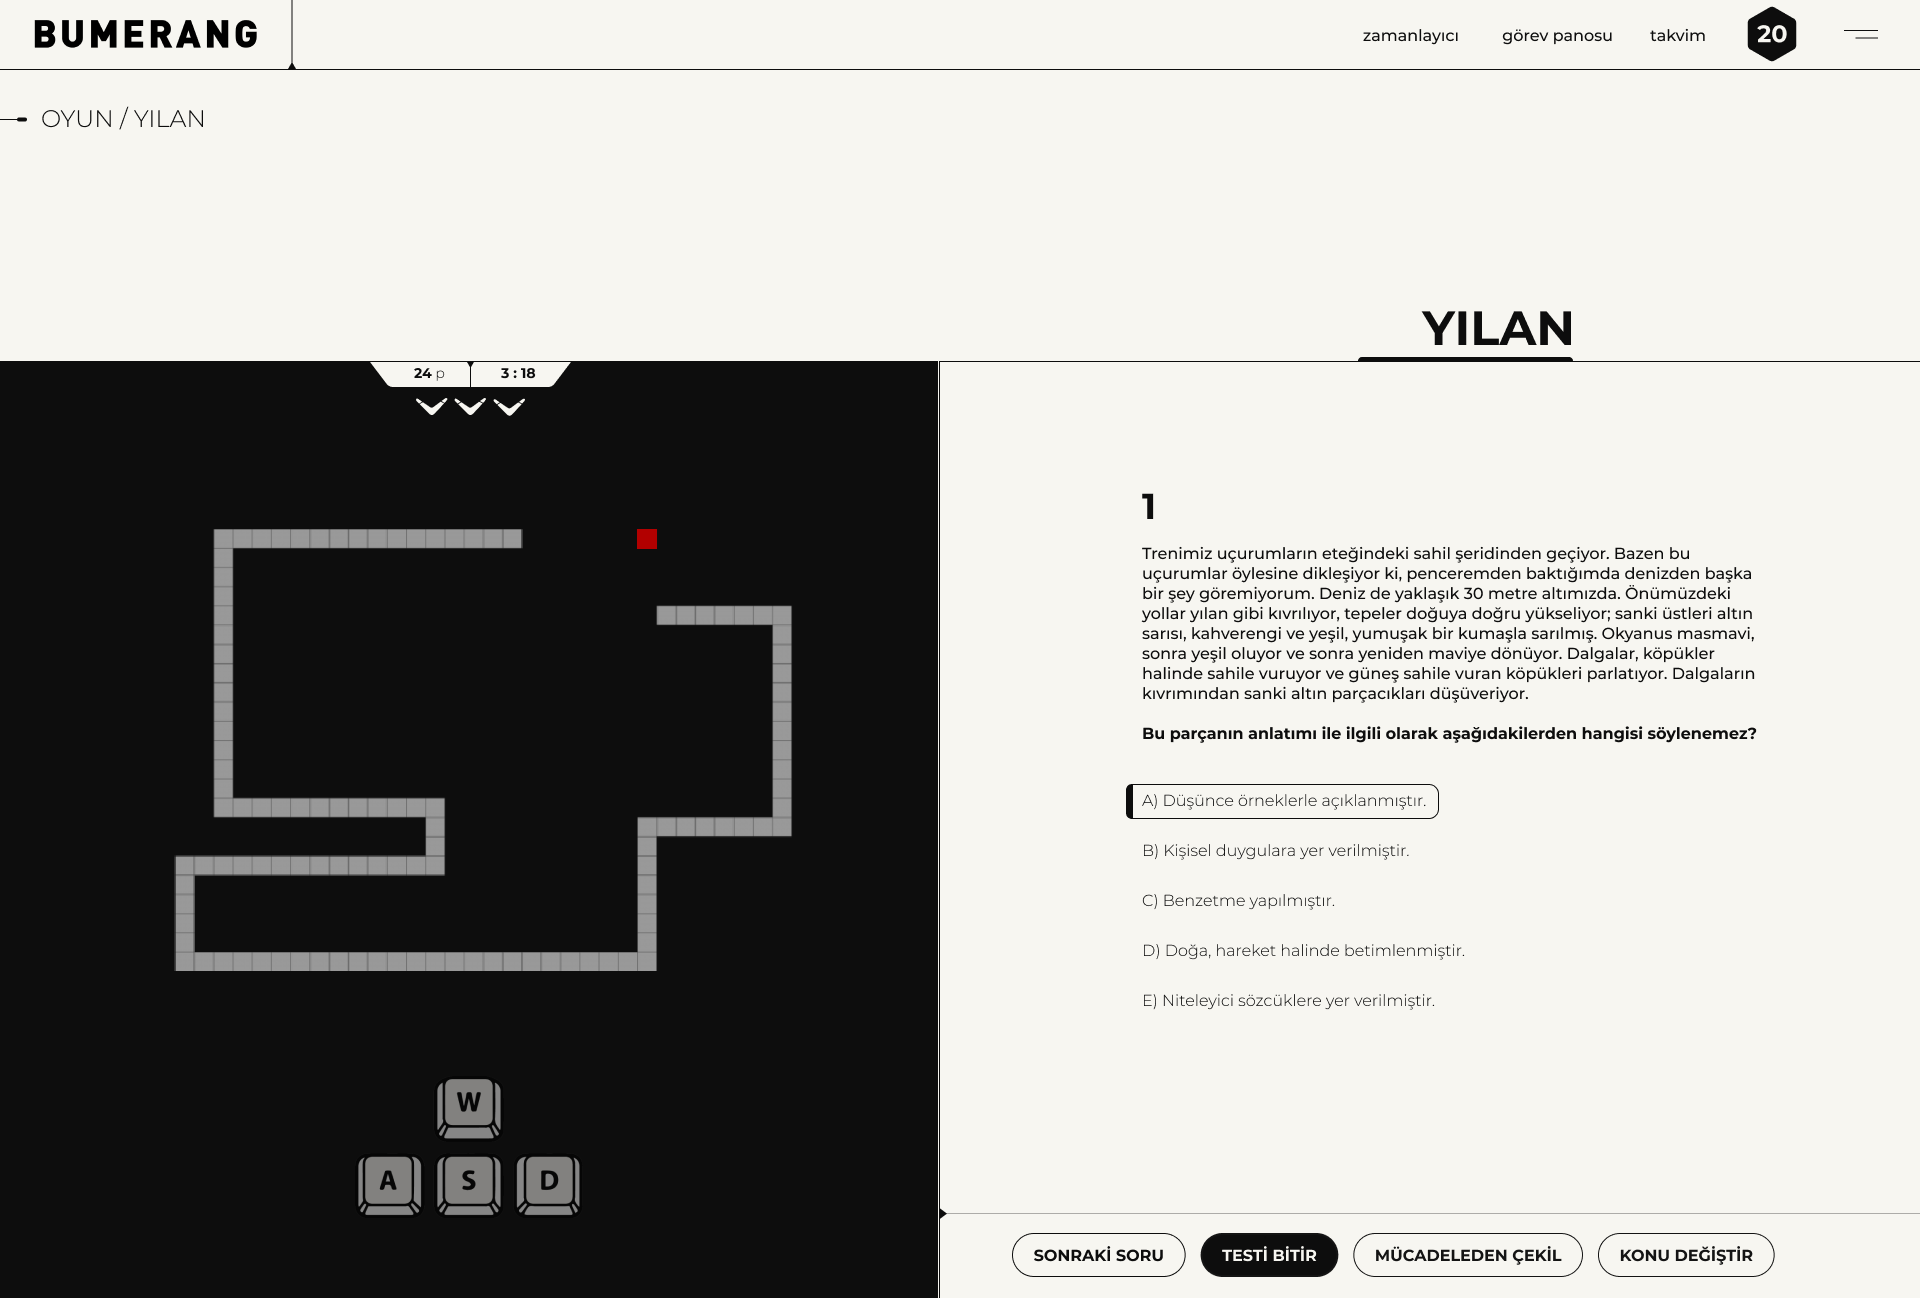 BUMERANG
zamanlayıcı görev panosu takvim 20
OYUN / YILAN
YILAN
24 p 3 : 18
1
Trenimiz uçurumların eteğindeki sahil şeridinden geçiyor. Bazen bu
uçurumlar öylesine dikleşiyor ki, penceremden baktığımda denizden başka
bir şey göremiyorum. Deniz de yaklaşık 30 metre altımızda. Önümüzdeki
yollar yılan gibi kıvrılıyor, tepeler doğuya doğru yükseliyor; sanki üstleri altın
sarısı, kahverengi ve yeşil, yumuşak bir kumaşla sarılmış. Okyanus masmavi,
sonra yeşil oluyor ve sonra yeniden maviye dönüyor. Dalgalar, köpükler
halinde sahile vuruyor ve güneş sahile vuran köpükleri parlatıyor. Dalgaların
kıvrımından sanki altın parçacıkları düşüveriyor.
Bu parçanın anlatımı ile ilgili olarak aşağıdakilerden hangisi söylenemez?
A) Düşünce örneklerle açıklanmıştır.
B) Kişisel duygulara yer verilmiştir.
C) Benzetme yapılmıştır.
D) Doğa, hareket halinde betimlenmiştir.
E) Niteleyici sözcüklere yer verilmiştir.
W
A S D
SONRAKİ SORU TESTİ BİTİR MÜCADELEDEN ÇEKİL KONU DEĞİŞTİR